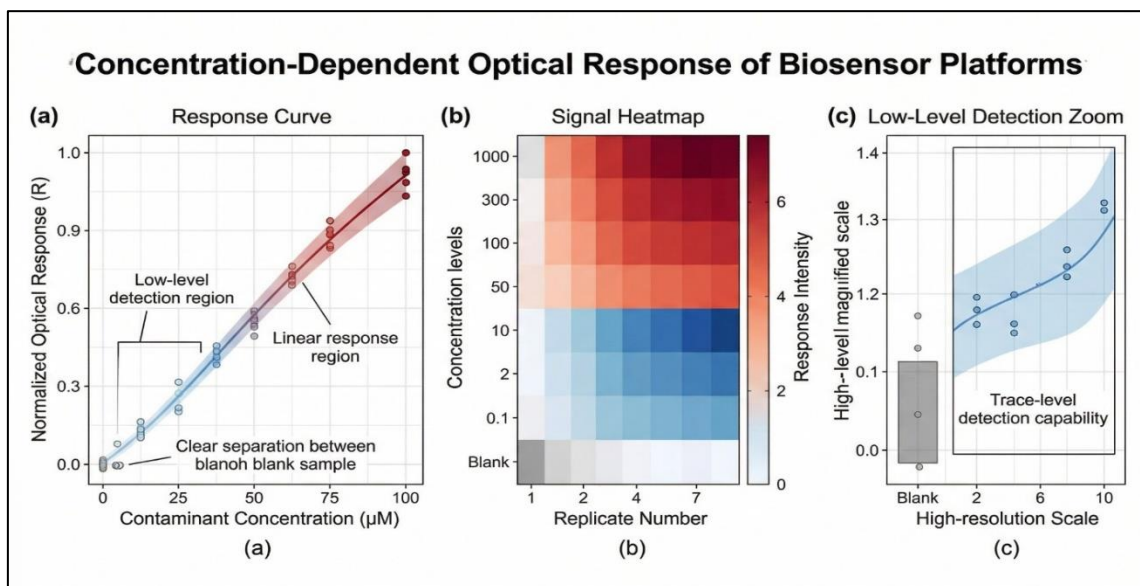 Concentration-Dependent Optical Response of Biosensor Platforms
(a)
Response Curve
Normalized Optical Response (R)
1.0
0.9
0.6
0.3
0.0
Low-level
detection region
Linear response
region
Clear separation between
blanoh blank sample
0
25
50
75
100
Contaminant Concentration (µM)
(a)
(b)
Signal Heatmap
Concentration levels
1000
300
100
50
10
2
0.1
Blank
1
2
4
7
Replicate Number
Response Intensity
6
4
2
0
(b)
(c)
Low-Level Detection Zoom
High--level magnified scale
1.4
1.3
1.2
0.1
0.0
Trace-level
detection capability
Blank
2
6
10
High-resolution Scale
(c)